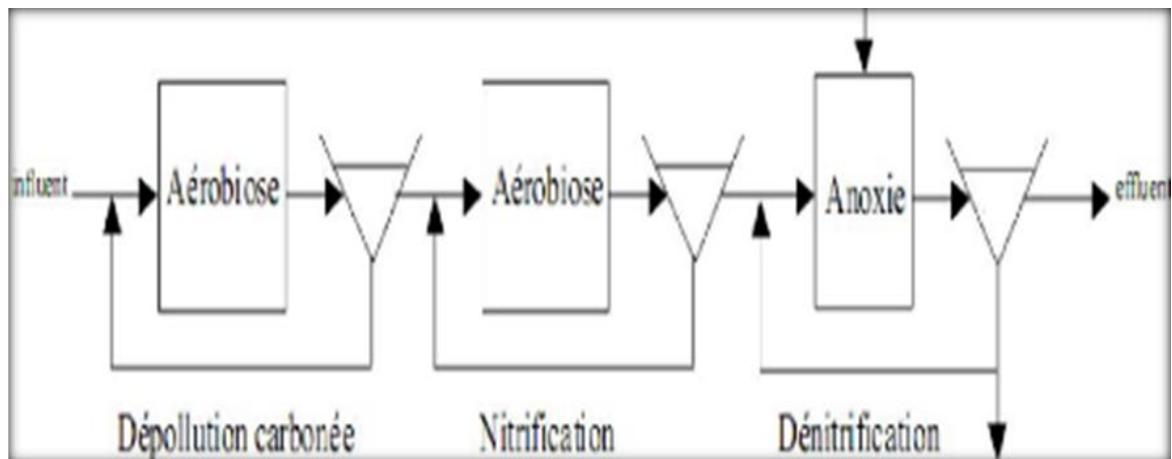 influent
Aérobiose
Aérobiose
Anoxie
effluent
Dépollution carbonée
Nitrification
Dénitrification